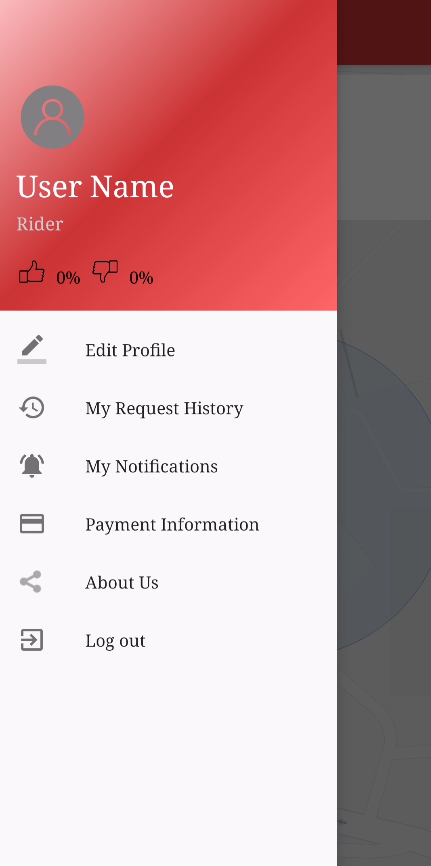 User Name
Rider
0% 0%
Edit Profile
My Request History
My Notifications
Payment Information
About Us
Log out